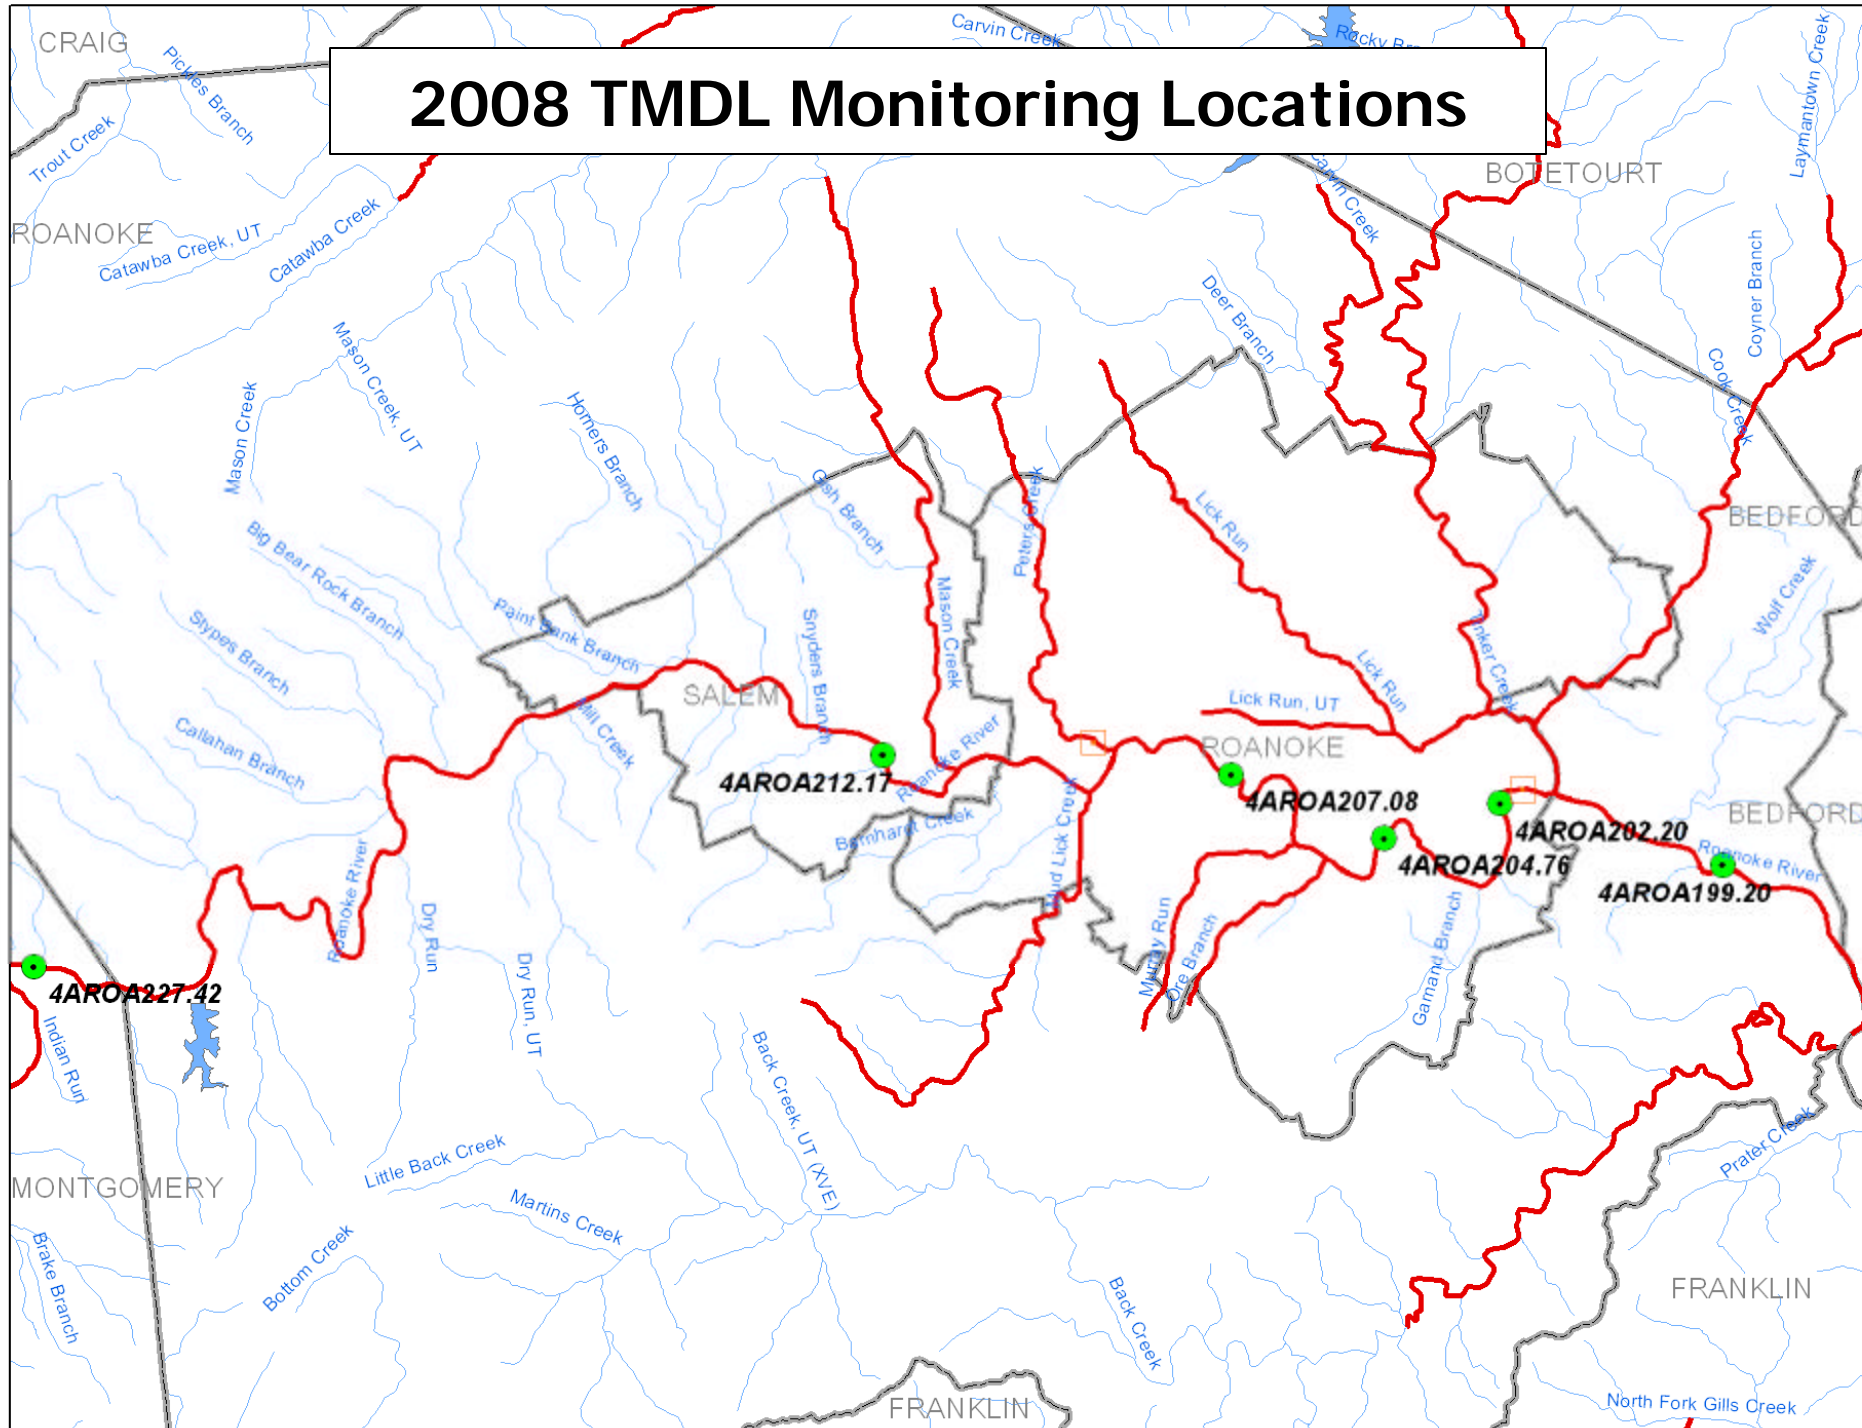 2008 TMDL Monitoring Locations
CRAIG
Pickles Branch
Carvin Creek
Laymantown Creek
Trout Creek
Carvin Creek
BOTETOURT
ROANOKE
Catawba Creek, UT
Catawba Creek
Coyner Branch
Deer Branch
Mason Creek, UT
Mason Creek
Horners Branch
Cook Creek
Gish Branch
Peters Creek
Lick Run
BEDFORD
Big Bear Rock Branch
Wolf Creek
Paint Bank Branch
Mason Creek
Stypes Branch
Snyders Branch
Tinker Creek
Lick Run
SALEM
Lick Run, UT
Mill Creek
Callahan Branch
Roanoke River
ROANOKE
4AROA212.17
4AROA207.08
BEDFORD
Barnhardt Creek
4AROA202.20
Mud Lick Creek
4AROA204.76
Roanoke River
4AROA199.20
Roanoke River
Dry Run
Murray Run
Ore Branch
Garnand Branch
4AROA227.42
Dry Run, UT
Indian Run
Back Creek, UT (XVE)
Little Back Creek
Prater Creek
MONTGOMERY
Martins Creek
Bottom Creek
Brake Branch
Back Creek
FRANKLIN
FRANKLIN
North Fork Gills Creek